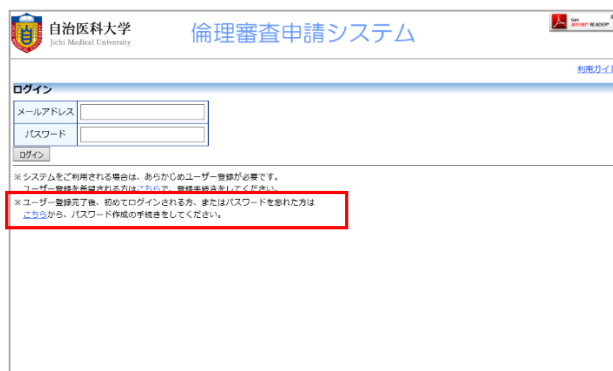 自治医科大学
Jichi Medical University
倫理審査申請システム
Get
ADOBE® READER®
利用ガイド
ログイン
メールアドレス
パスワード
ログイン
※システムをご利用される場合は、あらかじめユーザー登録が必要です。
ユーザー登録を希望される方はこちらで、登録手続きをしてください。
※ユーザー登録完了後、初めてログインされる方、またはパスワードを忘れた方は
こちらから、パスワード作成の手続きをしてください。